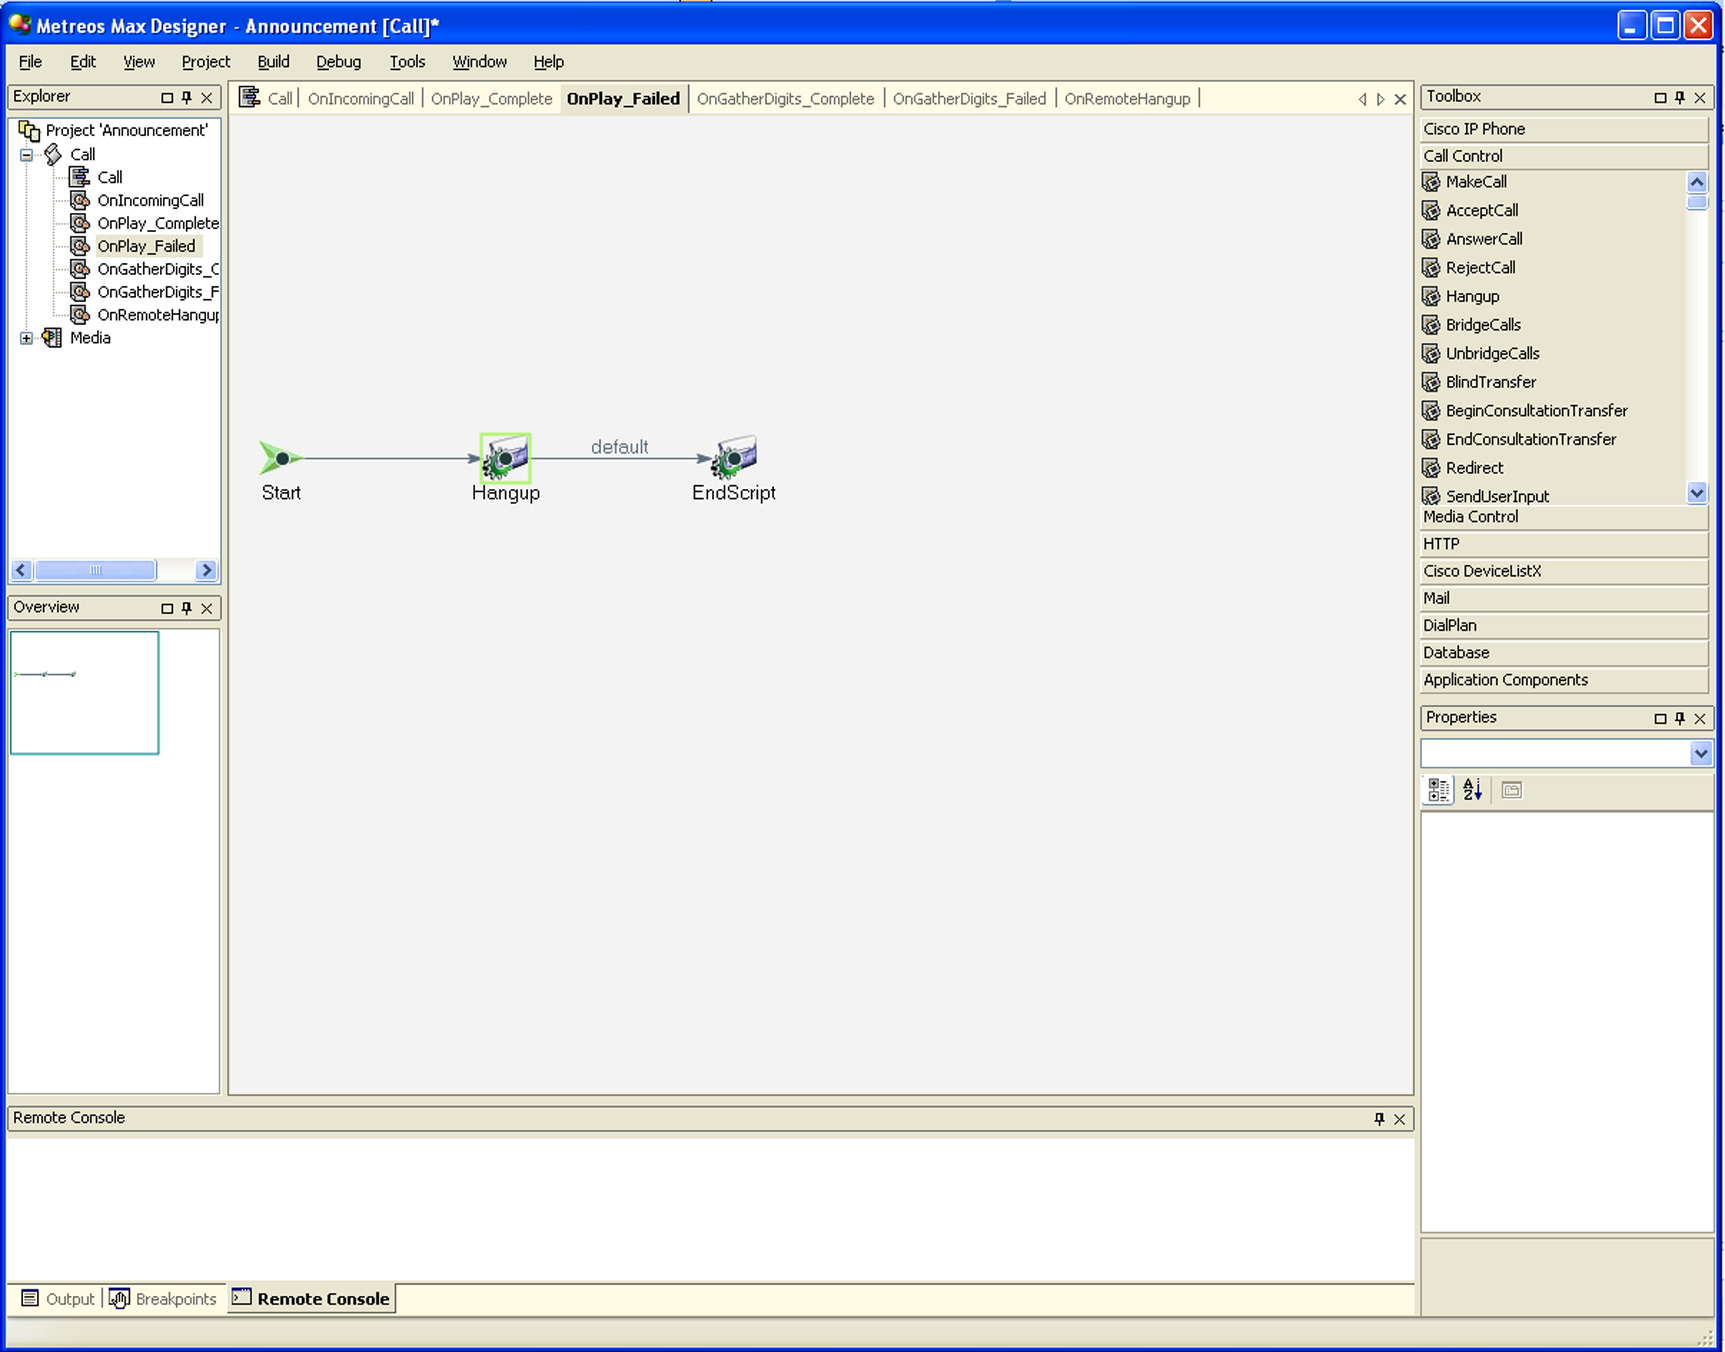 Metreos Max Designer - Announcement [Call]*
File Edit View Project Build Debug Tools Window Help
Explorer
Project 'Announcement'
Call
Call
OnIncomingCall
OnPlay_Complete
OnPlay_Failed
OnGatherDigits_C
OnGatherDigits_F
OnRemoteHangup
Media
Overview
Call OnIncomingCall OnPlay_Complete OnPlay_Failed OnGatherDigits_Complete OnGatherDigits_Failed OnRemoteHangup
default
Start Hangup EndScript
Toolbox
Cisco IP Phone
Call Control
MakeCall
AcceptCall
AnswerCall
RejectCall
Hangup
BridgeCalls
UnbridgeCalls
BlindTransfer
BeginConsultationTransfer
EndConsultationTransfer
Redirect
SendUserInput
Media Control
HTTP
Cisco DeviceListX
Mail
DialPlan
Database
Application Components
Properties
Remote Console
Output Breakpoints Remote Console